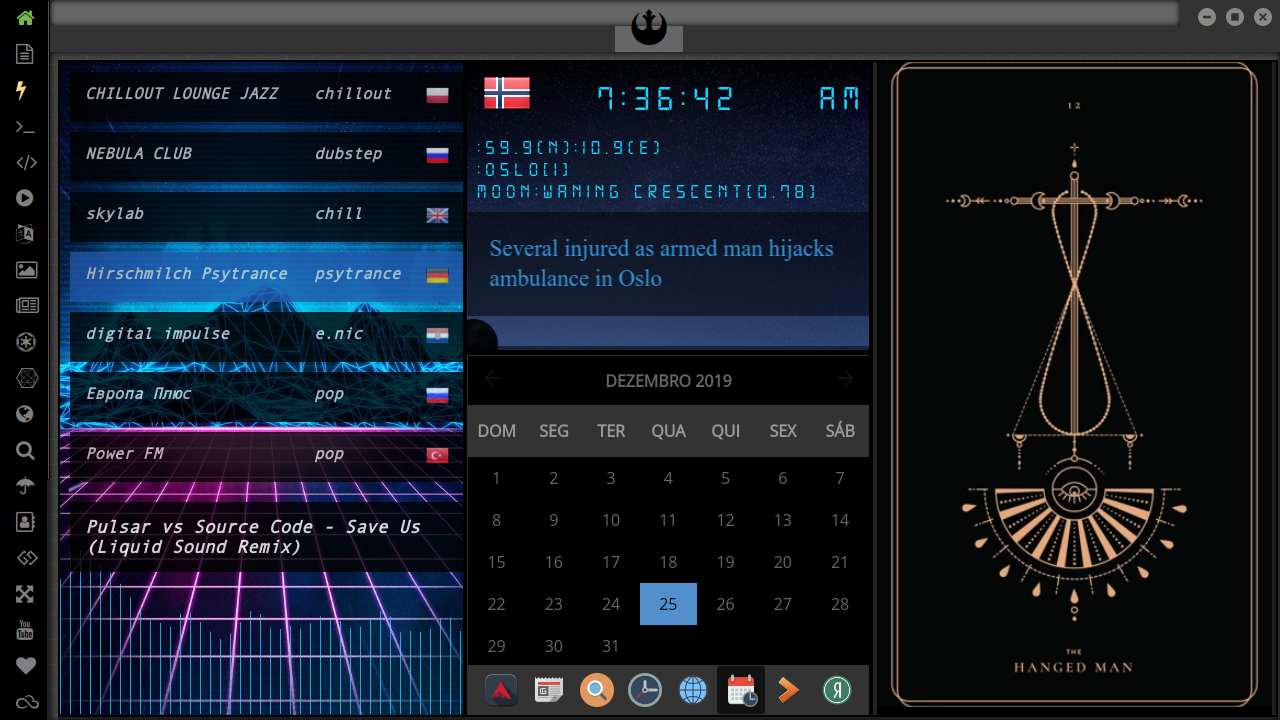 CHILLOUT LOUNGE JAZZ chillout
NEBULA CLUB dubstep
skylab chill
Hirschmilch Psytrance psytrance
digital impulse e.nic
Европа Плюс pop
Power FM pop
Pulsar vs Source Code - Save Us
(Liquid Sound Remix)
7:36:42 AM
:59.9(N):10.9(E)
:OSLO(1)
MOON:WANING CRESCENT(0.78)
Several injured as armed man hijacks
ambulance in Oslo
DEZEMBRO 2019
DOM SEG TER QUA QUI SEX SÁB
1 2 3 4 5 6 7
8 9 10 11 12 13 14
15 16 17 18 19 20 21
22 23 24 25 26 27 28
29 30 31
Я
12
THE
HANGED MAN
You
Tube